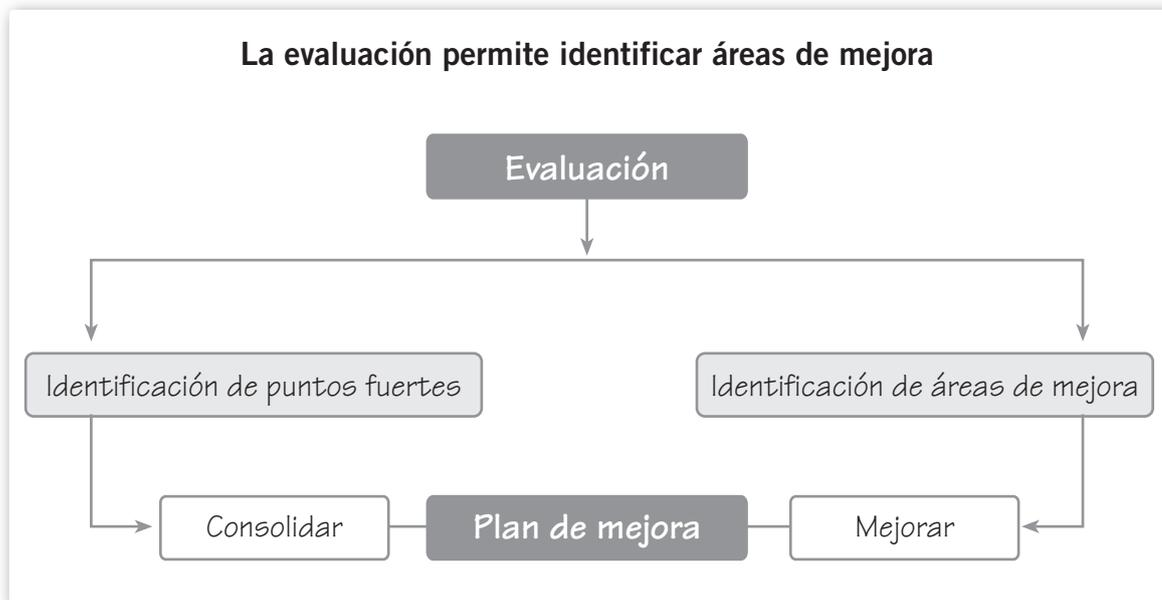 La evaluación permite identificar áreas de mejora
Evaluación
Identificación de puntos fuertes
Identificación de áreas de mejora
Consolidar
Plan de mejora
Mejorar